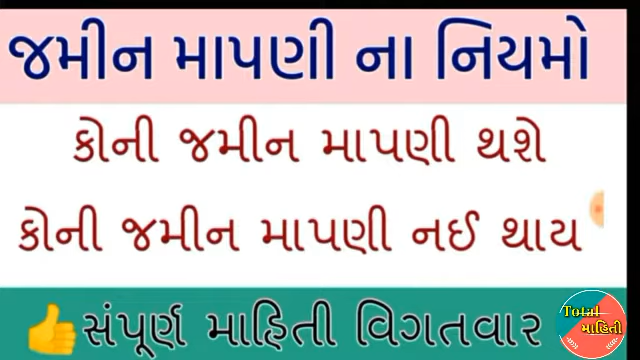 જમીન માપણી ના નિયમો
કોની જમીન માપણી થશે
કોની જમીન માપણી નઈ થાય
👍સંપૂર્ણ માહિતી વિગતવાર
Total
માહિતી